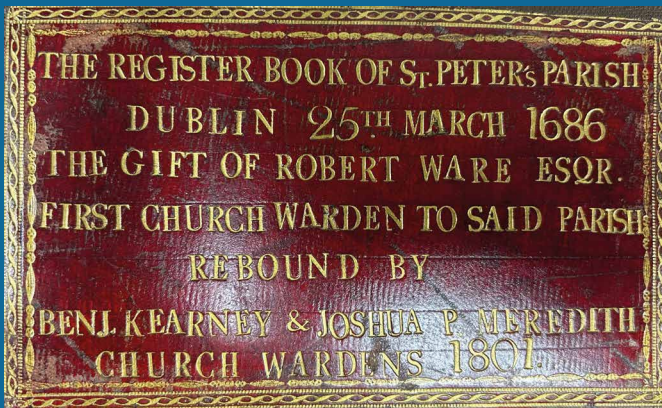 THE REGISTER BOOK OF ST. PETERS PARISH
DUBLIN 25TH MARCH 1686
THE GIFT OF ROBERT WARE ESQR.
FIRST CHURCH WARDEN TO SAID PARISH
REBOUND BY
BENJ. KEARNEY & JOSHUA P MEREDITH
CHURCH WARDENS 1801.